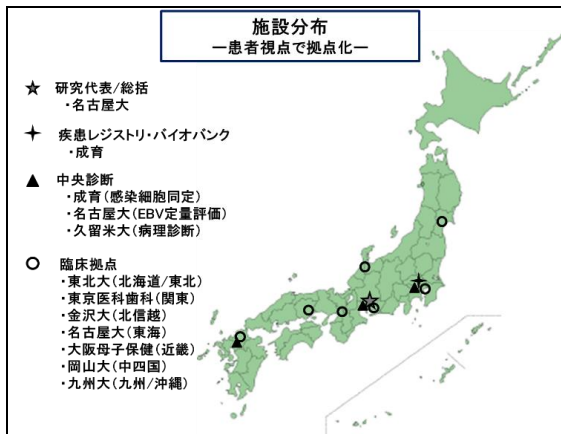 施設分布
―患者視点で拠点化―
研究代表/総括
・名古屋大
疾患レジストリ・バイオバンク
・成育
中央診断
・成育(感染細胞同定)
・名古屋大(EBV定量評価)
・久留米大(病理診断)
臨床拠点
・東北大(北海道/東北)
・東京医科歯科(関東)
・金沢大(北信越)
・名古屋大(東海)
・大阪母子保健(近畿)
・岡山大(中四国)
・九州大(九州/沖縄)